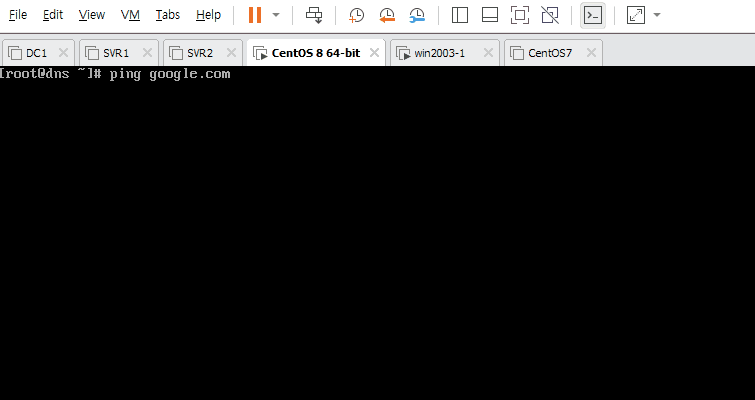 File Edit View VM Tabs Help
DC1 SVR1 SVR2 CentOS 8 64-bit win2003-1 CentOS7
[root@dns ~]# ping google.com